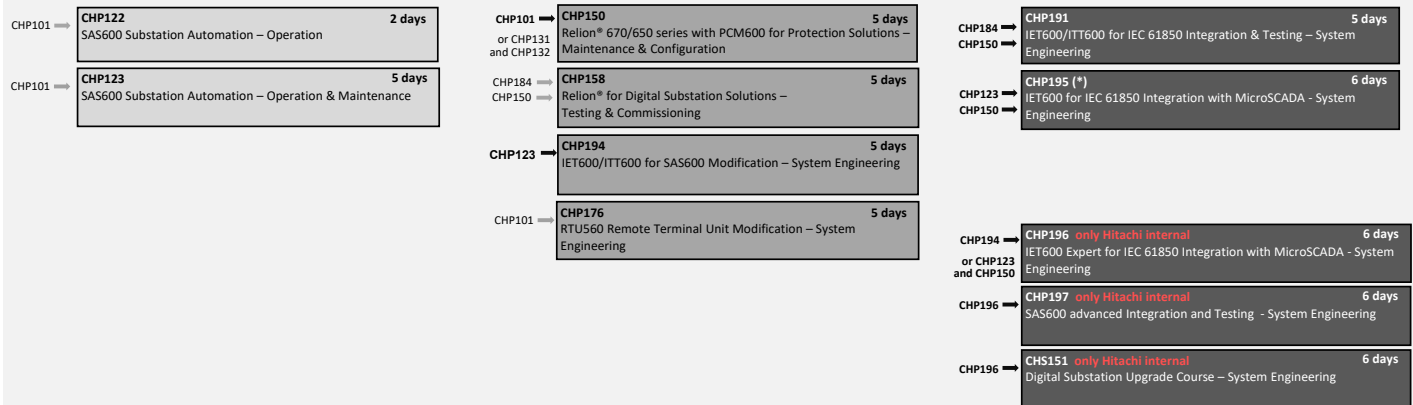 CHP101
CHP122 2 days
SAS600 Substation Automation – Operation
CHP101
CHP123 5 days
SAS600 Substation Automation – Operation & Maintenance
CHP101
or CHP131
and CHP132
CHP150 5 days
Relion® 670/650 series with PCM600 for Protection Solutions –
Maintenance & Configuration
CHP184
CHP150
CHP158 5 days
Relion® for Digital Substation Solutions –
Testing & Commissioning
CHP123
CHP194 5 days
IET600/ITT600 for SAS600 Modification – System Engineering
CHP101
CHP176 5 days
RTU560 Remote Terminal Unit Modification – System
Engineering
CHP184
CHP150
CHP191 5 days
IET600/ITT600 for IEC 61850 Integration & Testing – System
Engineering
CHP123
CHP150
CHP195 (*) 6 days
IET600 for IEC 61850 Integration with MicroSCADA - System
Engineering
CHP194
or CHP123
and CHP150
CHP196 only Hitachi internal 6 days
IET600 Expert for IEC 61850 Integration with MicroSCADA - System
Engineering
CHP196
CHP197 only Hitachi internal 6 days
SAS600 advanced Integration and Testing - System Engineering
CHP196
CHS151 only Hitachi internal 6 days
Digital Substation Upgrade Course – System Engineering